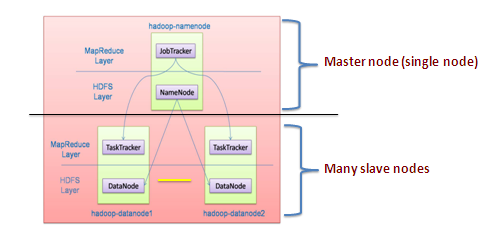 hadoop-namenode
MapReduce
Layer
JobTracker
Master node (single node)
HDFS
Layer
NameNode
MapReduce
Layer
TaskTracker
TaskTracker
Many slave nodes
HDFS
Layer
DataNode
DataNode
hadoop-datanode1
hadoop-datanode2